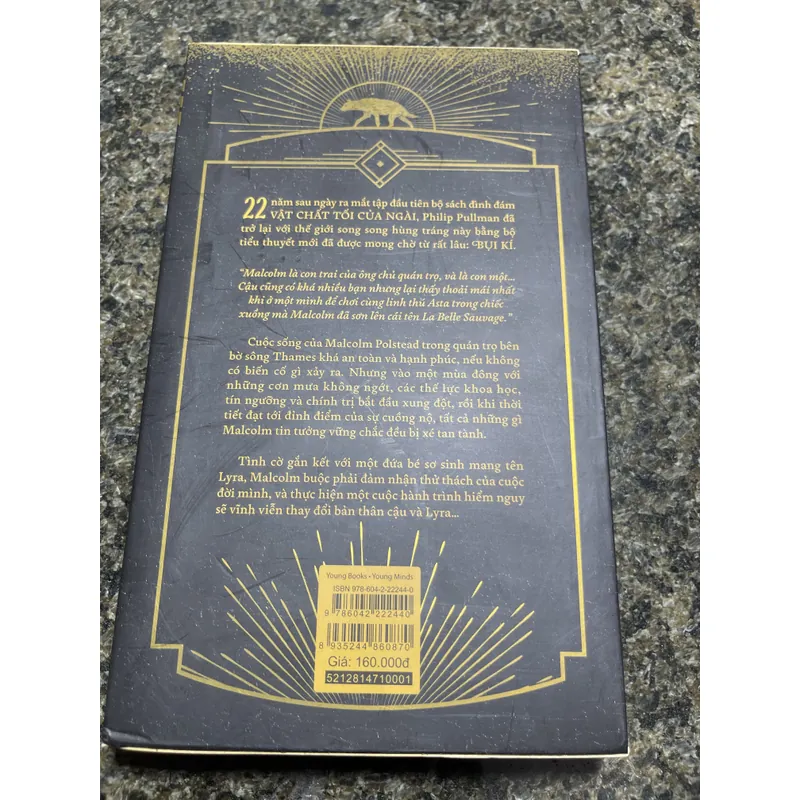 22 năm sau ngày ra mắt tập đầu tiên bộ sách đình đám
VẬT CHẤT TỐI CỦA NGÀI, Philip Pullman đã
trở lại với thế giới song song hùng tráng này bằng bộ
tiểu thuyết mới đã được mong chờ từ rất lâu: BỤI KÍ.
"Malcolm là con trai của ông chủ quán trọ, và là con một...
Cậu cũng có khá nhiều bạn nhưng lại thấy thoải mái nhất
khi ở một mình để chơi cùng linh thú Asta trong chiếc
xuồng mà Malcolm đã sơn lên cái tên La Belle Sauvage."
Cuộc sống của Malcolm Polstead trong quán trọ bên
bờ sông Thames khá an toàn và hạnh phúc, nếu không
có biến cố gì xảy ra. Nhưng vào một mùa đông với
những cơn mưa không ngớt, các thế lực khoa học,
tín ngưỡng và chính trị bắt đầu xung đột, rồi khi thời
tiết đạt tới đỉnh điểm của sự cuồng nộ, tất cả những gì
Malcolm tin tưởng vững chắc đều bị xé tan tành.
Tình cờ gắn kết với một đứa bé sơ sinh mang tên
Lyra, Malcolm buộc phải đảm nhận thử thách của cuộc
đời mình, và thực hiện một cuộc hành trình hiểm nguy
sẽ vĩnh viễn thay đổi bản thân cậu và Lyra...
Young Books • Young Minds
ISBN 978-604-2-22244-0
9 786042 222440
8 935244 860870
Giá: 160.000đ
5212814710001